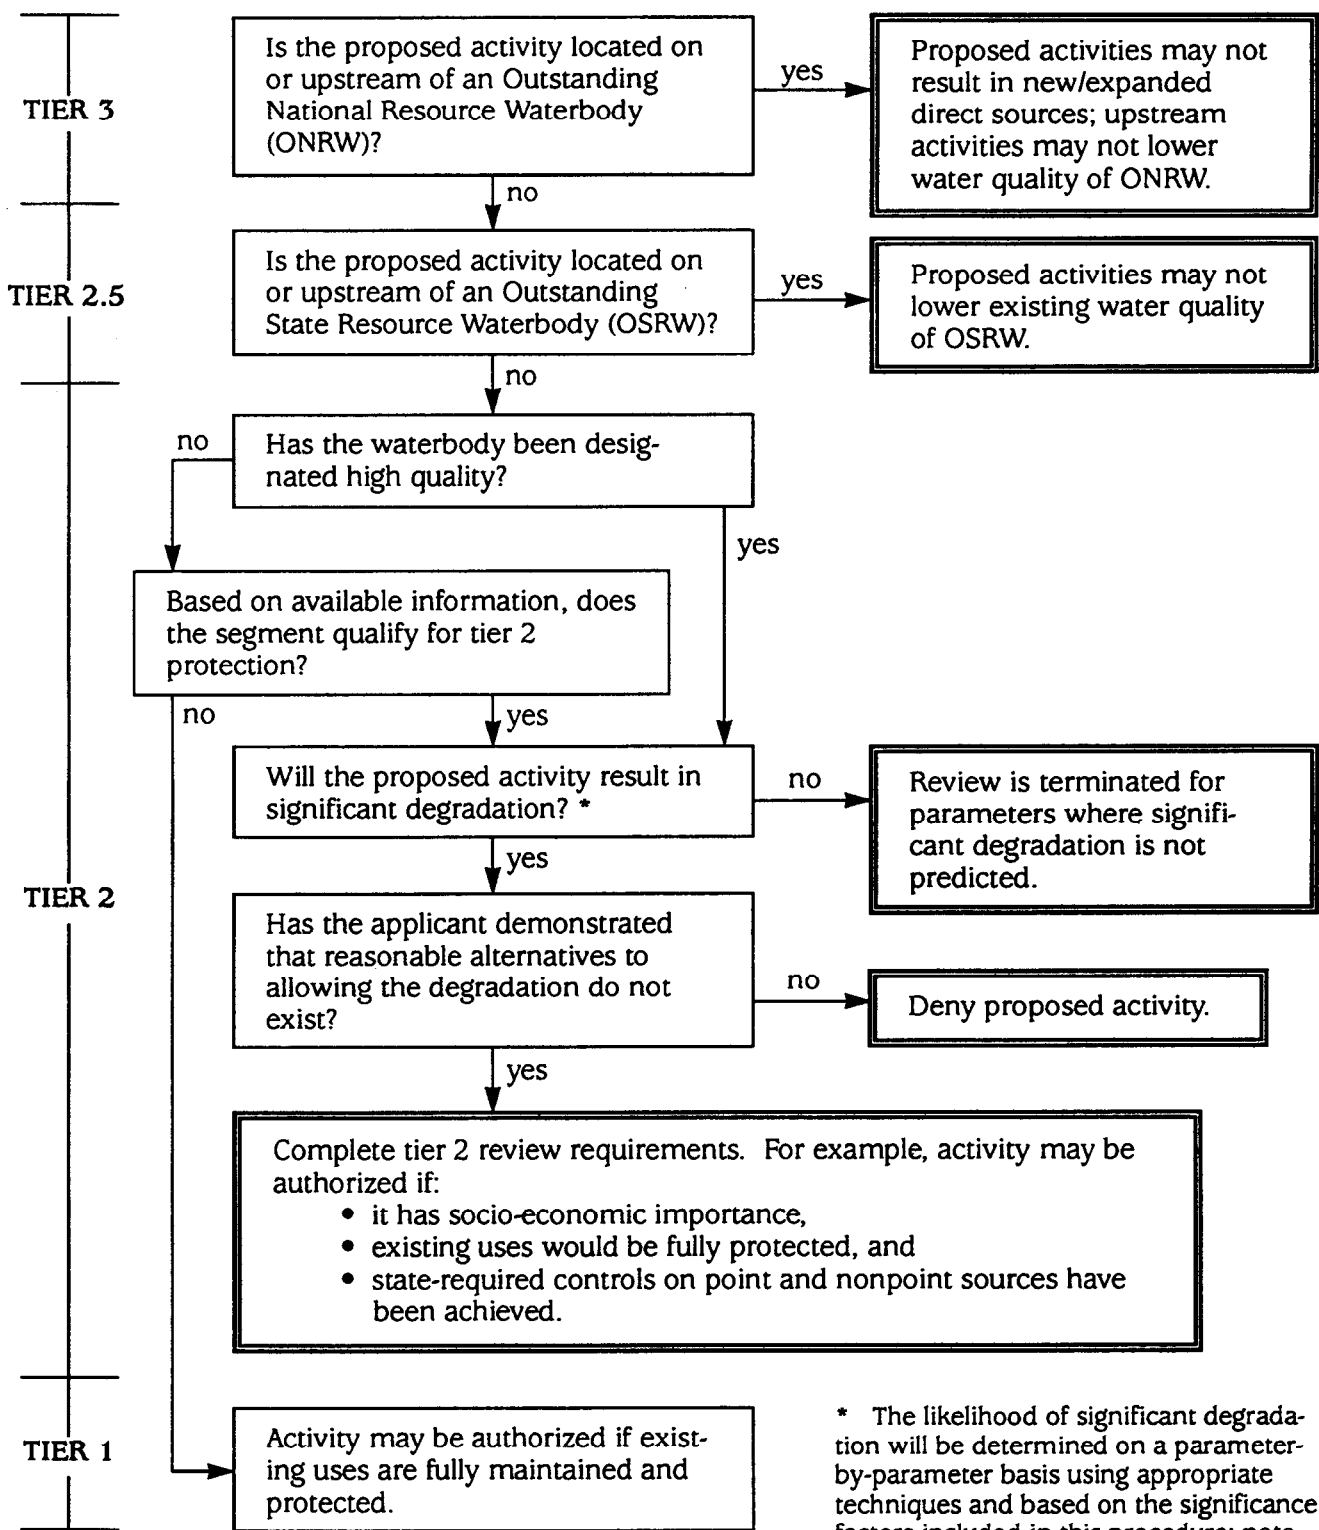 TIER 3
Is the proposed activity located on
or upstream of an Outstanding
National Resource Waterbody
(ONRW)?
yes
Proposed activities may not
result in new/expanded
direct sources; upstream
activities may not lower
water quality of ONRW.
no
TIER 2.5
Is the proposed activity located on
or upstream of an Outstanding
State Resource Waterbody (OSRW)?
yes
Proposed activities may not
lower existing water quality
of OSRW.
no
TIER 2
Has the waterbody been desig-
nated high quality?
no
yes
Based on available information, does
the segment qualify for tier 2
protection?
no
yes
Will the proposed activity result in
significant degradation? *
no
Review is terminated for
parameters where signifi-
cant degradation is not
predicted.
yes
Has the applicant demonstrated
that reasonable alternatives to
allowing the degradation do not
exist?
no
Deny proposed activity.
yes
Complete tier 2 review requirements. For example, activity may be
authorized if:
• it has socio-economic importance,
• existing uses would be fully protected, and
• state-required controls on point and nonpoint sources have
been achieved.
TIER 1
Activity may be authorized if exist-
ing uses are fully maintained and
protected.
* The likelihood of significant degrada-
tion will be determined on a parameter-
by-parameter basis using appropriate
techniques and based on the significance